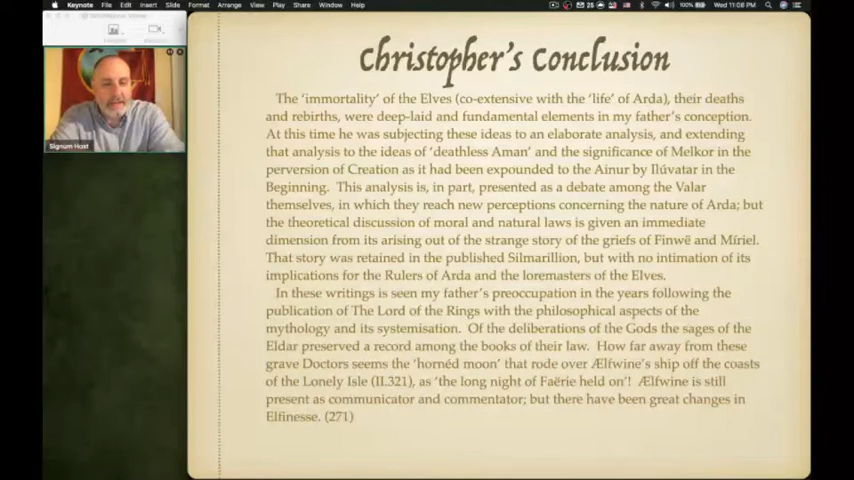 Keynote File Edit Insert Slide Format Arrange View Play Share Window Help 100% Wed 11:08 PM
Signum Host
Christopher's Conclusion
The 'immortality' of the Elves (co-extensive with the 'life' of Arda), their deaths
and rebirths, were deep-laid and fundamental elements in my father's conception.
At this time he was subjecting these ideas to an elaborate analysis, and extending
that analysis to the ideas of 'deathless Aman' and the significance of Melkor in the
perversion of Creation as it had been expounded to the Ainur by Ilúvatar in the
Beginning. This analysis is, in part, presented as a debate among the Valar
themselves, in which they reach new perceptions concerning the nature of Arda; but
the theoretical discussion of moral and natural laws is given an immediate
dimension from its arising out of the strange story of the griefs of Finwë and Míriel.
That story was retained in the published Silmarillion, but with no intimation of its
implications for the Rulers of Arda and the loremasters of the Elves.
In these writings is seen my father's preoccupation in the years following the
publication of The Lord of the Rings with the philosophical aspects of the
mythology and its systemisation. Of the deliberations of the Gods the sages of the
Eldar preserved a record among the books of their law. How far away from these
grave Doctors seems the 'hornéd moon' that rode over Ælfwine's ship off the coasts
of the Lonely Isle (II.321), as 'the long night of Faërie held on'! Ælfwine is still
present as communicator and commentator; but there have been great changes in
Elfinesse. (271)